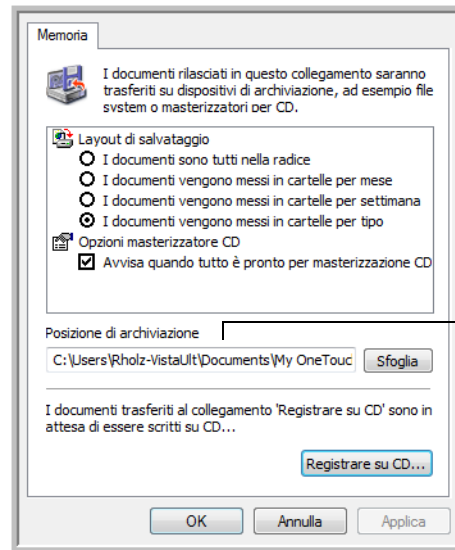 Memoria
I documenti rilasciati in questo collegamento saranno
trasferiti su dispositivi di archiviazione, ad esempio file
system o masterizzatori per CD.
Layout di salvataggio
I documenti sono tutti nella radice
I documenti vengono messi in cartelle per mese
I documenti vengono messi in cartelle per settimana
I documenti vengono messi in cartelle per tipo
Opzioni masterizzatore CD
Avvisa quando tutto è pronto per masterizzazione CD
Posizione di archiviazione
C:\Users\Rholz-VistaUlt\Documents\My OneTouc Sfoglia
I documenti trasferiti al collegamento 'Registrare su CD' sono in
attesa di essere scritti su CD...
Registrare su CD...
OK Annulla Applica